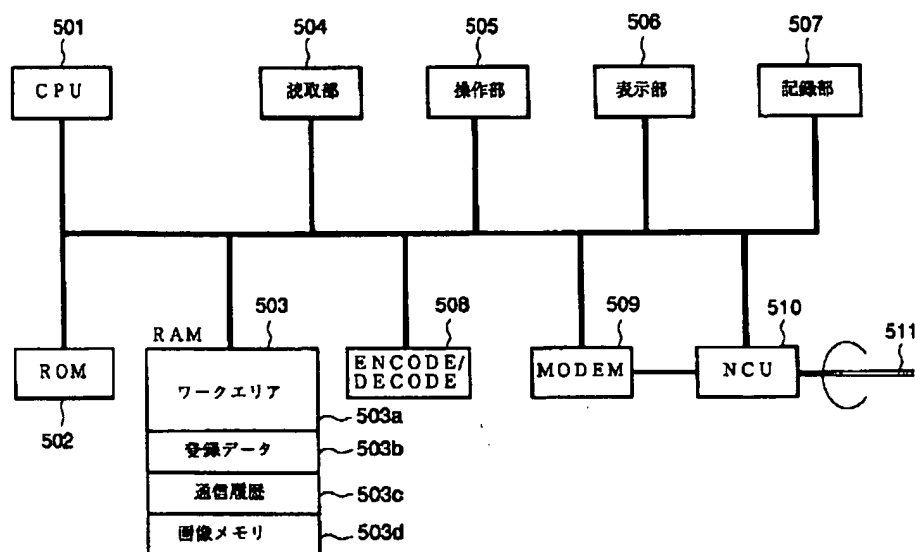 501
504
505
506
507
CPU
読取部
操作部
表示部
記録部
RAM
503
508
509
510
511
ROM
ワークエリア
ENCODE/
DECODE
MODEM
NCU
502
503a
登録データ
503b
通信履歴
503c
画像メモリ
503d